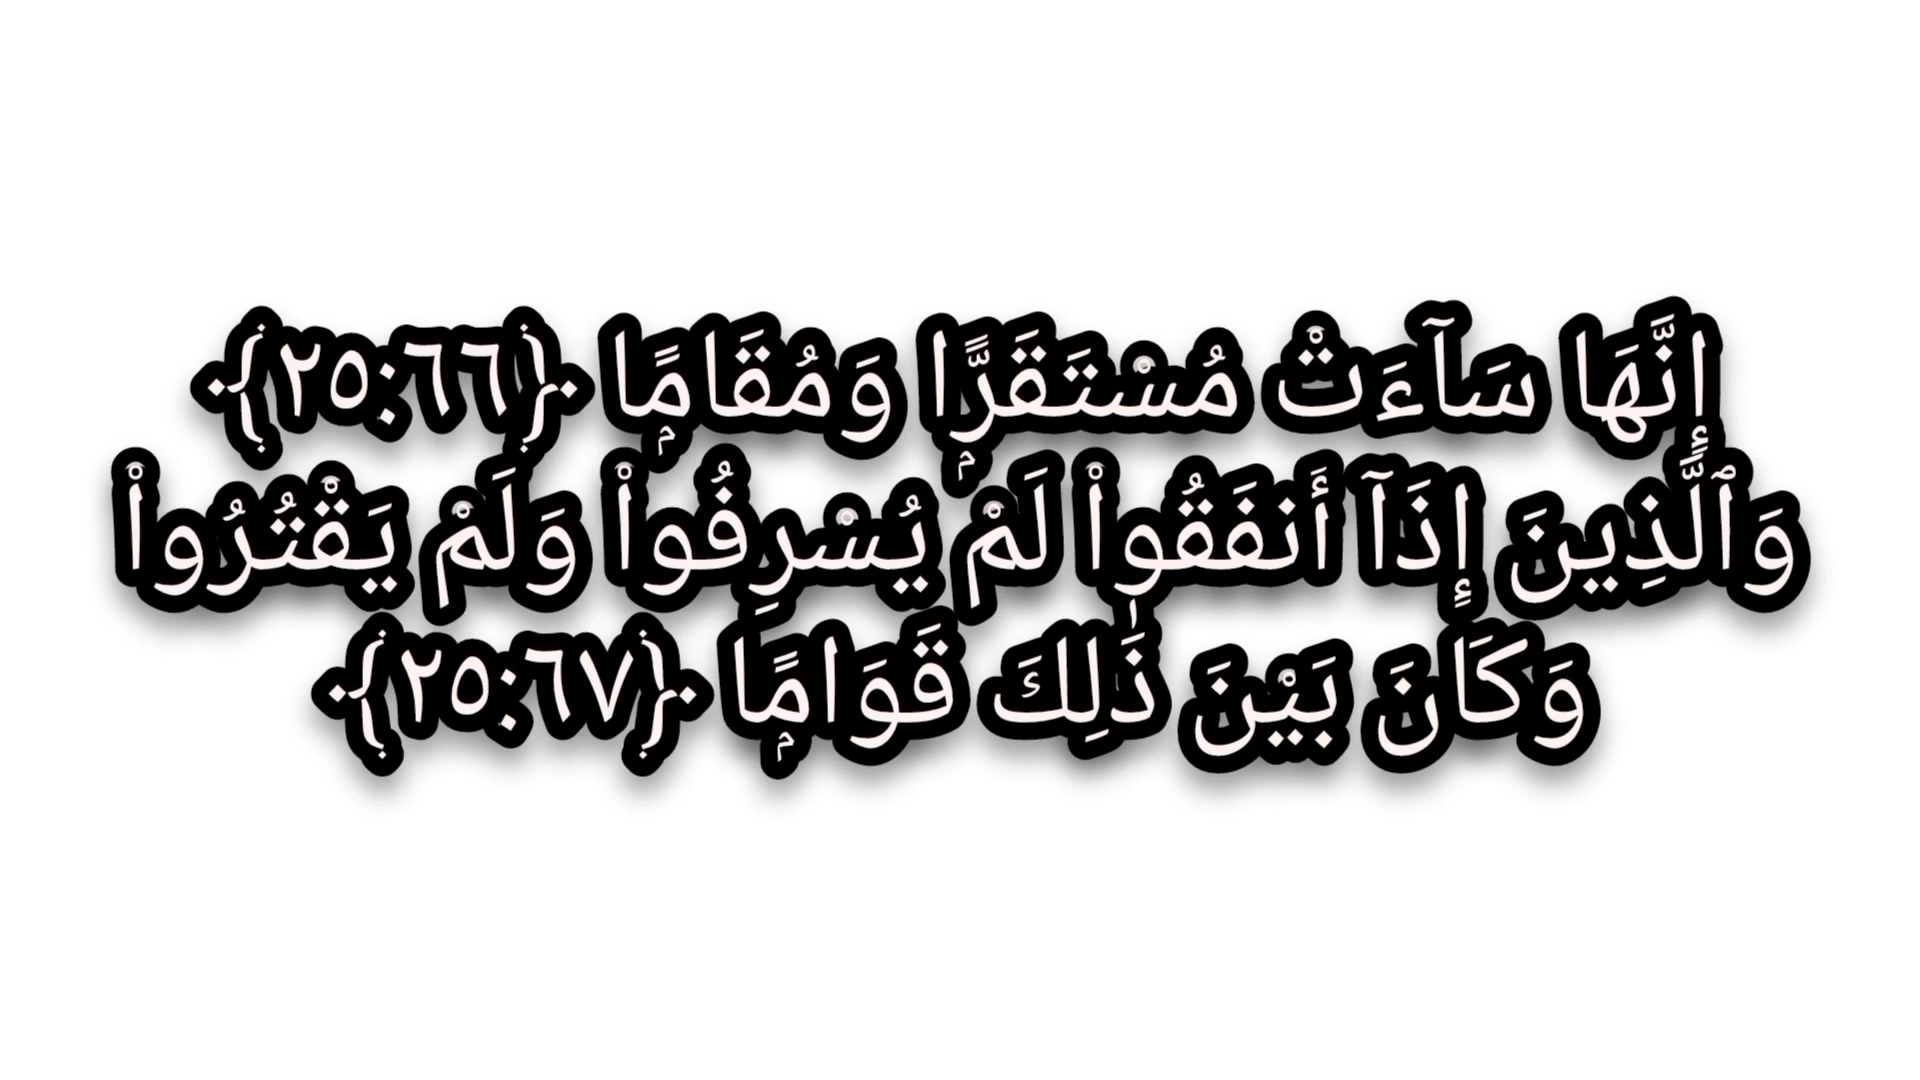 إِنَّهَا سَآءَتْ مُسْتَقَرًّۭا وَمُقَامًۭا ﴿٢٥:٦٦﴾
وَٱلَّذِينَ إِذَآ أَنفَقُوا۟ لَمْ يُسْرِفُوا۟ وَلَمْ يَقْتُرُوا۟
وَكَانَ بَيْنَ ذَٰلِكَ قَوَامًۭا ﴿٢٥:٦٧﴾